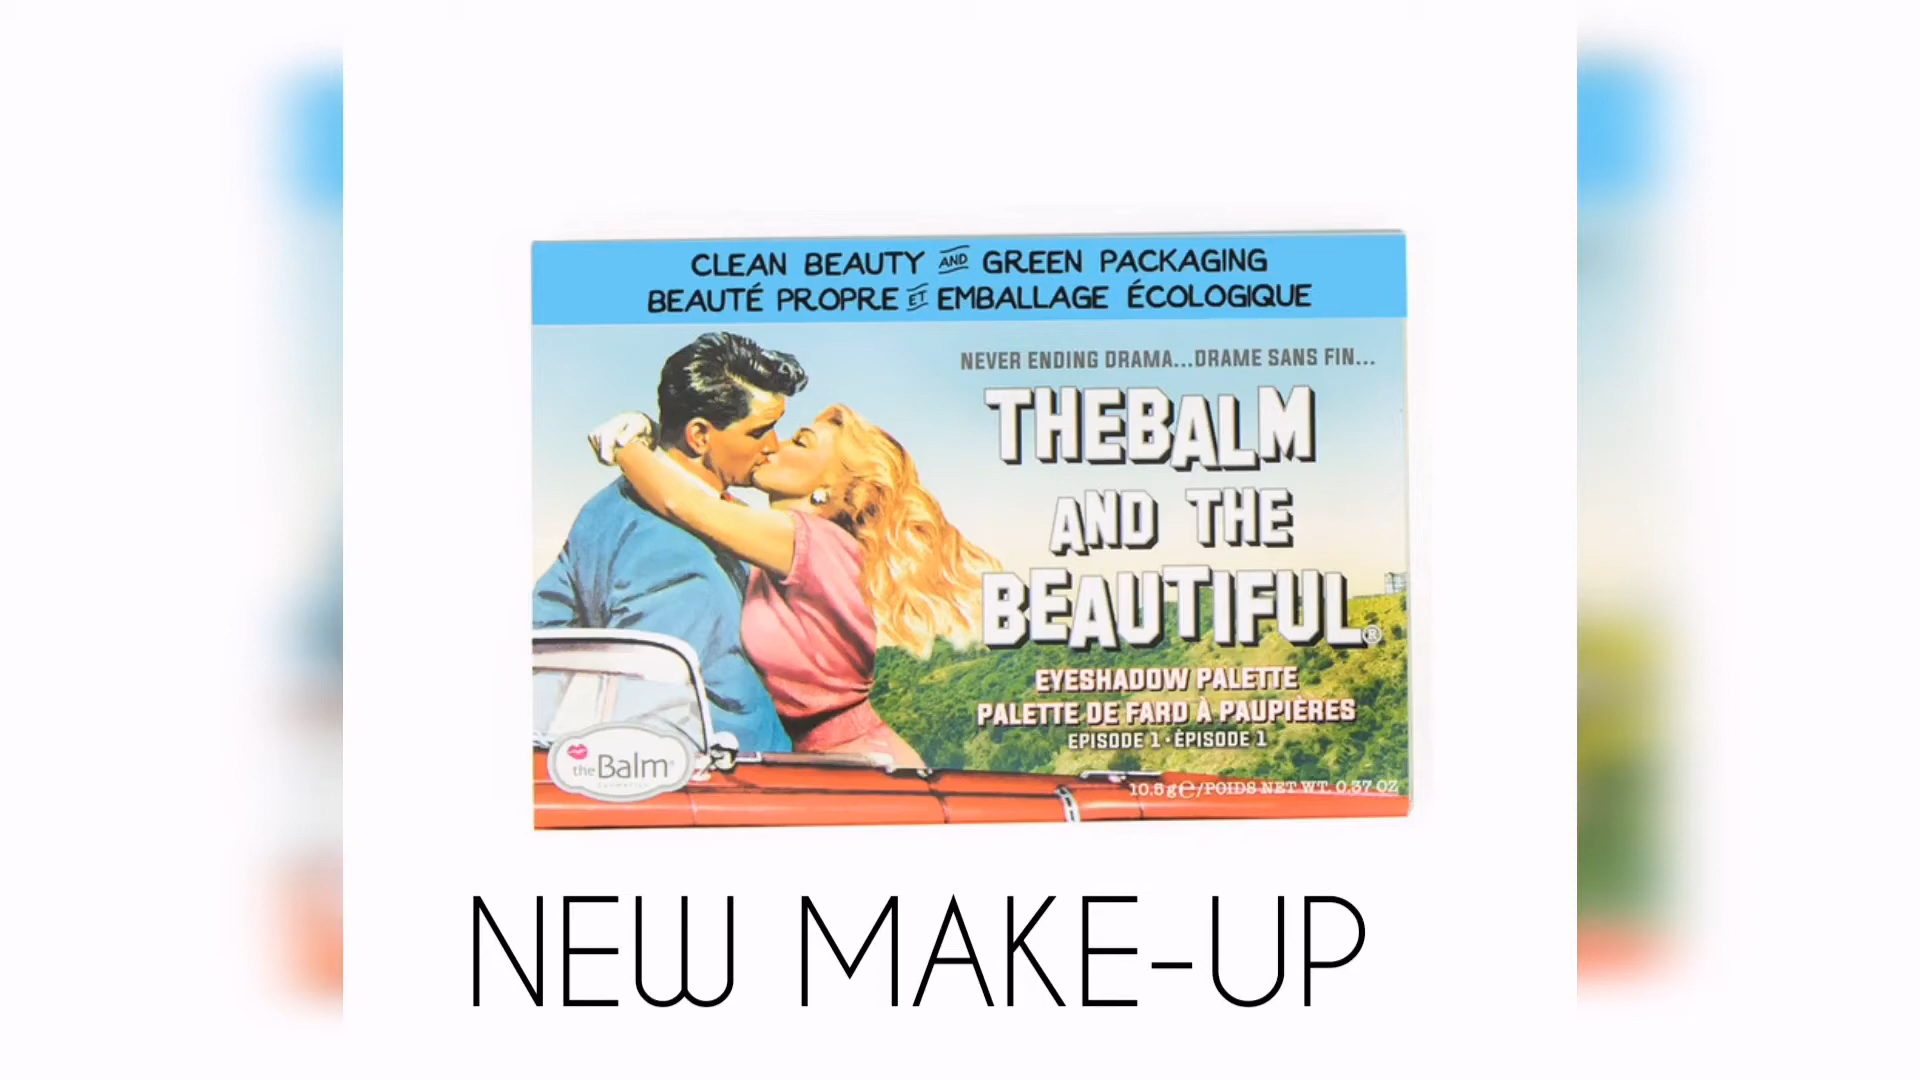 CLEAN BEAUTY AND GREEN PACKAGING
BEAUTÉ PROPRE ET EMBALLAGE ÉCOLOGIQUE
NEVER ENDING DRAMA...DRAME SANS FIN...
THEBALM
AND THE
BEAUTIFUL®
EYESHADOW PALETTE
PALETTE DE FARD À PAUPIÈRES
EPISODE 1 · ÉPISODE 1
theBalm®
COSMETICS
10.5g℮/POIDS NET WT. 0.37 OZ
NEW MAKE-UP